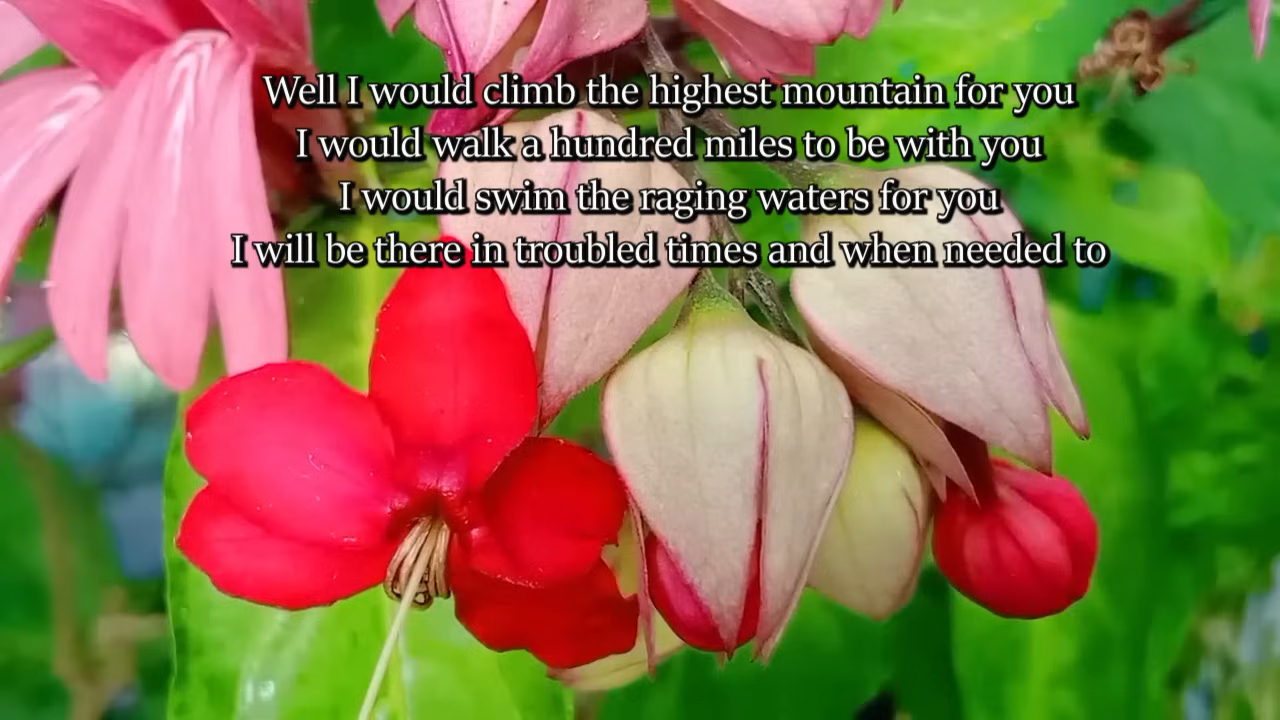 Well I would climb the highest mountain for you
I would walk a hundred miles to be with you
I would swim the raging waters for you
I will be there in troubled times and when needed to